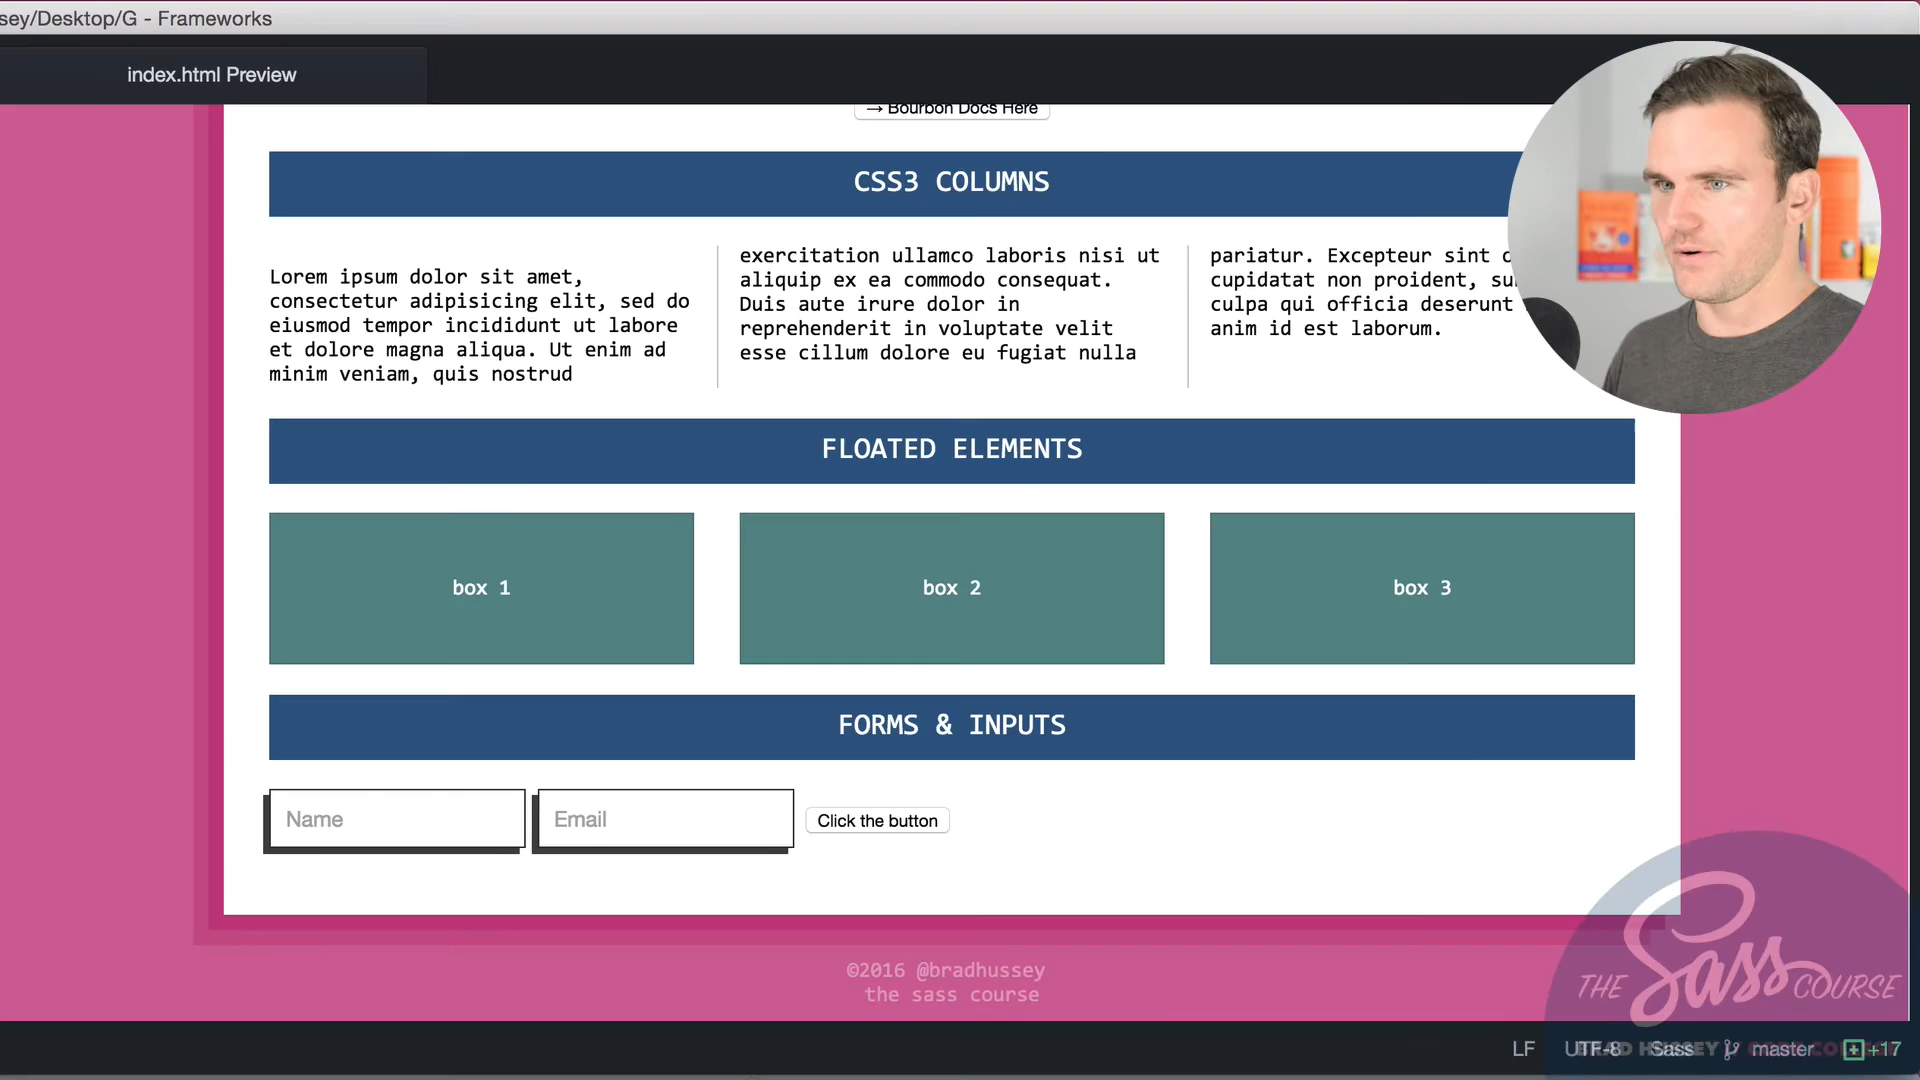 sey/Desktop/G - Frameworks
index.html Preview
→ Bourbon Docs Here
CSS3 COLUMNS
Lorem ipsum dolor sit amet,
consectetur adipisicing elit, sed do
eiusmod tempor incididunt ut labore
et dolore magna aliqua. Ut enim ad
minim veniam, quis nostrud
exercitation ullamco laboris nisi ut
aliquip ex ea commodo consequat.
Duis aute irure dolor in
reprehenderit in voluptate velit
esse cillum dolore eu fugiat nulla
pariatur. Excepteur sint
cupidatat non proident,
culpa qui officia deserunt
anim id est laborum.
FLOATED ELEMENTS
box 1
box 2
box 3
FORMS & INPUTS
Name
Email
Click the button
©2016 @bradhussey
the sass course
THE Sass COURSE
LF
UTF-8
Sass
master
+17